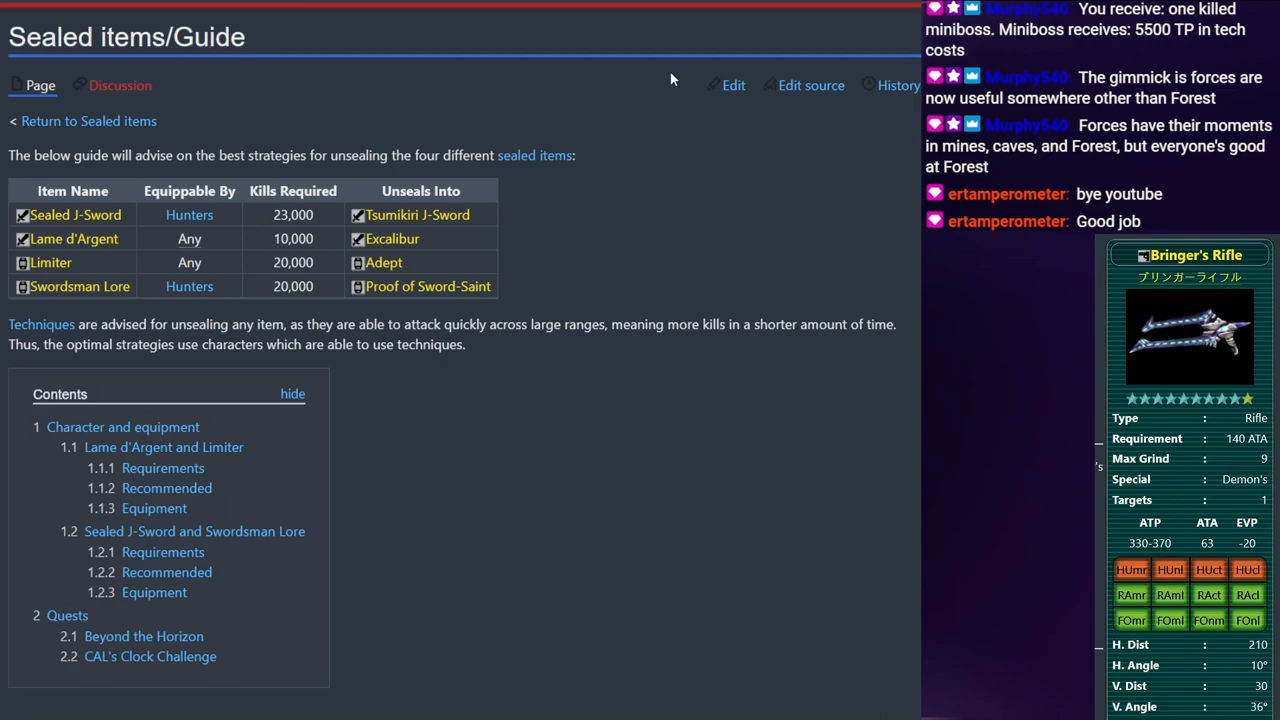 Sealed items/Guide
Page
Discussion
Edit
Edit source
History
< Return to Sealed items
The below guide will advise on the best strategies for unsealing the four different sealed items:
Item Name Equippable By Kills Required Unseals Into
Sealed J-Sword Hunters 23,000 Tsumikiri J-Sword
Lame d'Argent Any 10,000 Excalibur
Limiter Any 20,000 Adept
Swordsman Lore Hunters 20,000 Proof of Sword-Saint
Techniques are advised for unsealing any item, as they are able to attack quickly across large ranges, meaning more kills in a shorter amount of time.
Thus, the optimal strategies use characters which are able to use techniques.
Contents hide
1 Character and equipment
1.1 Lame d'Argent and Limiter
1.1.1 Requirements
1.1.2 Recommended
1.1.3 Equipment
1.2 Sealed J-Sword and Swordsman Lore
1.2.1 Requirements
1.2.2 Recommended
1.2.3 Equipment
2 Quests
2.1 Beyond the Horizon
2.2 CAL's Clock Challenge
Murphy540 You receive: one killed
miniboss. Miniboss receives: 5500 TP in tech
costs
Murphy540 The gimmick is forces are
now useful somewhere other than Forest
Murphy540 Forces have their moments
in mines, caves, and Forest, but everyone's good
at Forest
ertamperometer: bye youtube
ertamperometer: Good job
Bringer's Rifle
ブリンガーライフル
Type : Rifle
Requirement : 140 ATA
Max Grind : 9
's
Special : Demon's
Targets : 1
ATP ATA EVP
330-370 63 -20
HUmr HUnl HUct HUcl
RAmr RAml RAct RAcl
FOmr FOml FOnm FOnl
H. Dist : 210
H. Angle : 10°
V. Dist : 30
V. Angle : 36°